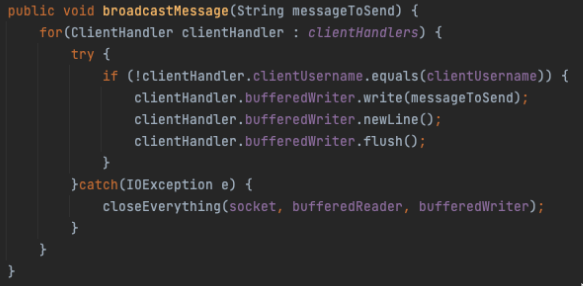 public void broadcastMessage(String messageToSend) {
    for(ClientHandler clientHandler : clientHandlers) {
        try {
            if (!clientHandler.clientUsername.equals(clientUsername)) {
                clientHandler.bufferedWriter.write(messageToSend);
                clientHandler.bufferedWriter.newLine();
                clientHandler.bufferedWriter.flush();
            }
        }catch(IOException e) {
            closeEverything(socket, bufferedReader, bufferedWriter);
        }
    }
}